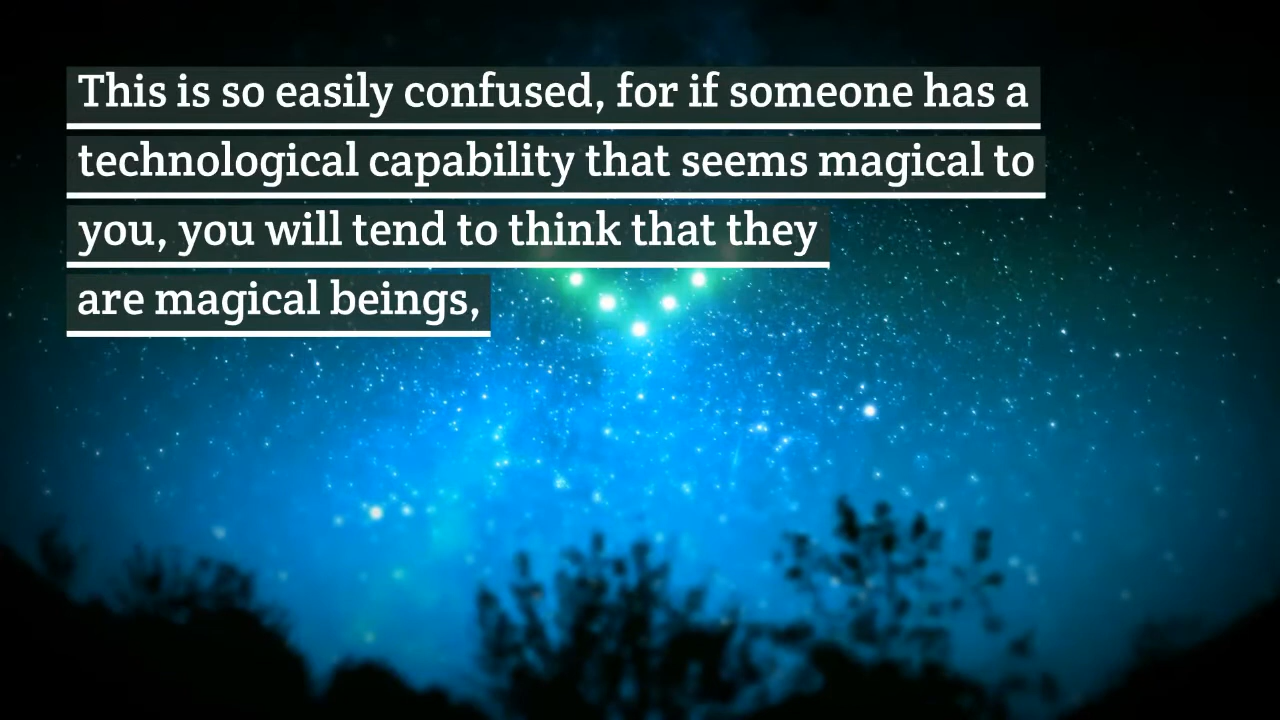 This is so easily confused, for if someone has a
technological capability that seems magical to
you, you will tend to think that they
are magical beings,